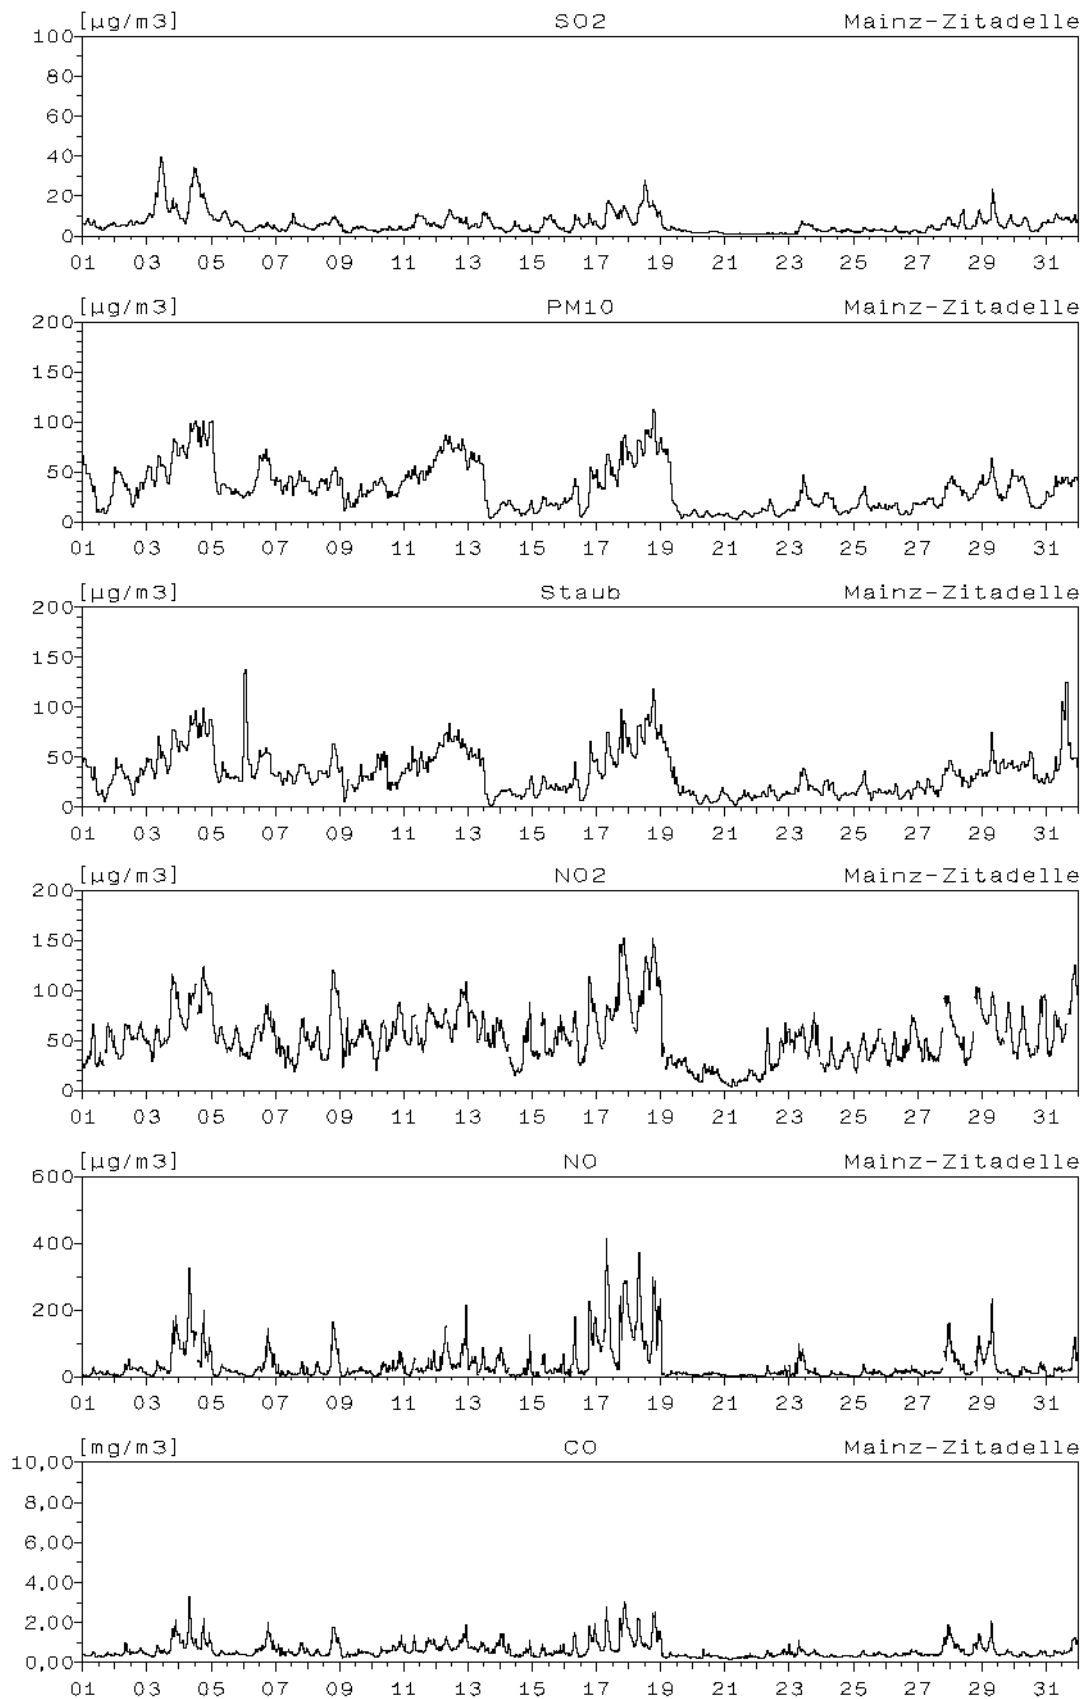 [µg/m3] SO2 Mainz-Zitadelle
100
80
60
40
20
0
01 03 05 07 09 11 13 15 17 19 21 23 25 27 29 31
[µg/m3] PM10 Mainz-Zitadelle
200
150
100
50
0
01 03 05 07 09 11 13 15 17 19 21 23 25 27 29 31
[µg/m3] Staub Mainz-Zitadelle
200
150
100
50
0
01 03 05 07 09 11 13 15 17 19 21 23 25 27 29 31
[µg/m3] NO2 Mainz-Zitadelle
200
150
100
50
0
01 03 05 07 09 11 13 15 17 19 21 23 25 27 29 31
[µg/m3] NO Mainz-Zitadelle
600
400
200
0
01 03 05 07 09 11 13 15 17 19 21 23 25 27 29 31
[mg/m3] CO Mainz-Zitadelle
10,00
8,00
6,00
4,00
2,00
0,00
01 03 05 07 09 11 13 15 17 19 21 23 25 27 29 31